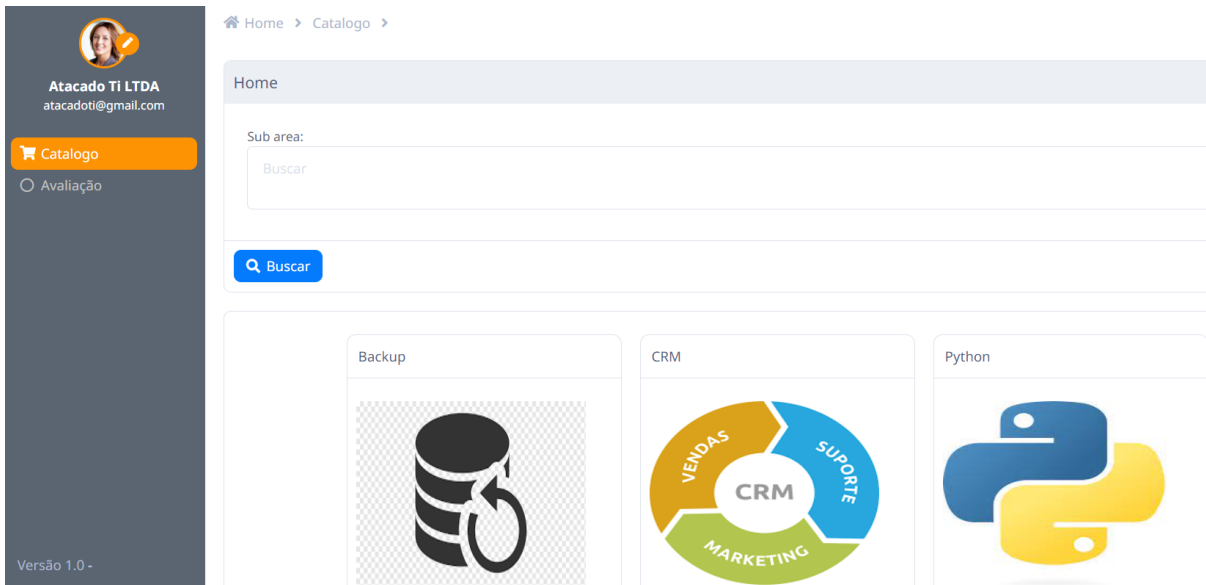 Atacado Ti LTDA
atacadoti@gmail.com
Catalogo
Avaliação
Versão 1.0 -
Home > Catalogo >
Home
Sub area:
Buscar
Buscar
Backup
CRM
Python
VENDAS
SUPORTE
CRM
MARKETING